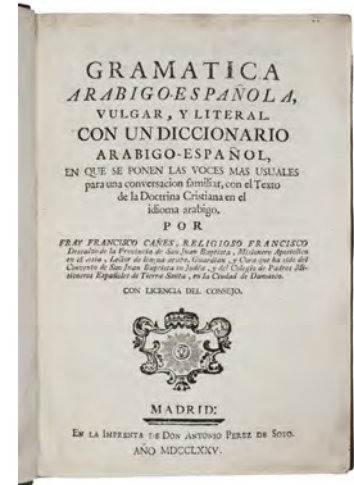 GRAMATICA
ARABIGO-ESPAÑOLA,
VULGAR, Y LITERAL.
CON UN DICCIONARIO
ARABIGO-ESPAÑOL,
EN QUE SE PONEN LAS VOCES MAS USUALES
para una conversacion familiar, con el Texto
de la Doctrina Cristiana en el
idioma arabigo.
POR
FRAY FRANCISCO CAÑES, RELIGIOSO FRANCISCO
Descalzo de la Provincia de San Juan Baptista, Misionero Apostolico
en el Asia, Lector de lengua arabe, Guardian, y Cura que ha sido del
Convento de San Juan Baptista in Judéa, y del Colegio de Padres Mi-
sioneros Españoles de Tierra Santa, en la Ciudad de Damasco.
CON LICENCIA DEL CONSEJO.
MADRID:
EN LA IMPRENTA DE DON ANTONIO PEREZ DE SOTO.
AÑO MDCCLXXV.